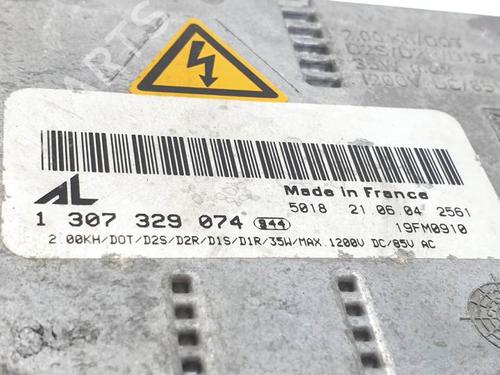 AL
Made in France
5018 21.06.04 2561
1 307 329 074 S44
19FM0910
2.00KH/DOT/D2S/D2R/D1S/D1R/35W/MAX.1200V DC/85V AC